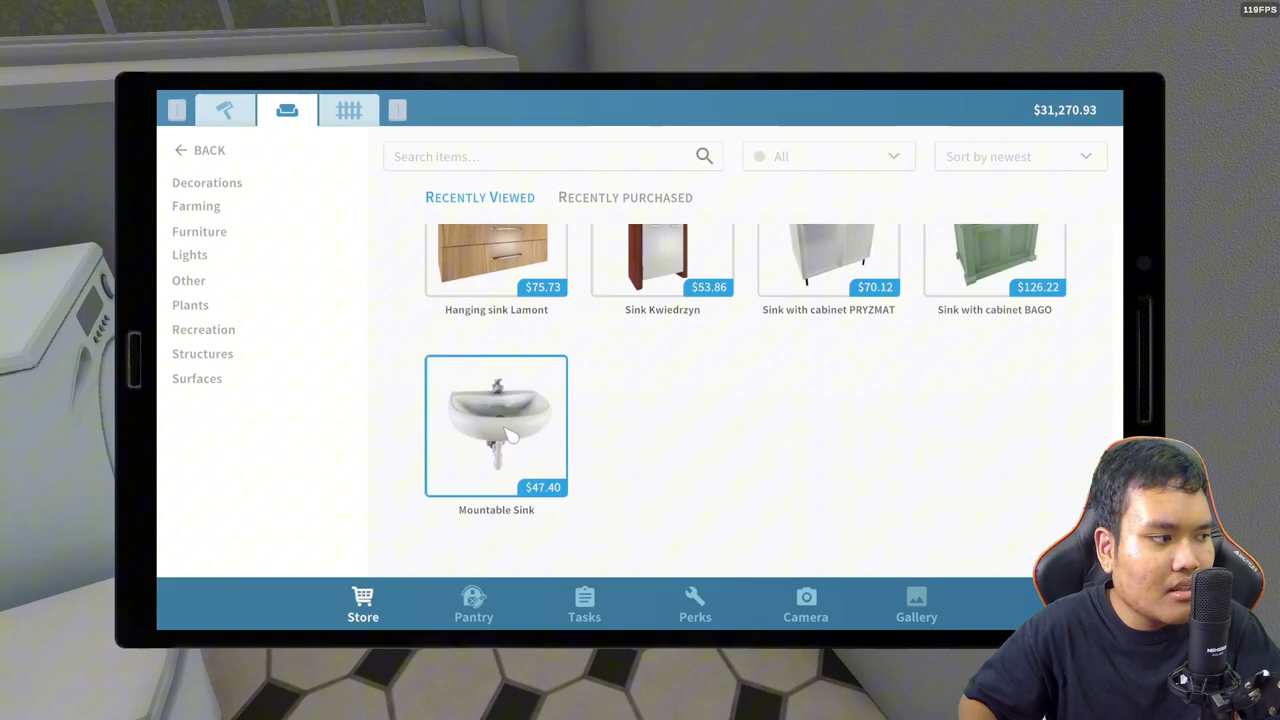 119FPS
$31,270.93
BACK
Search items...
All
Sort by newest
Decorations
Farming
Furniture
Lights
Other
Plants
Recreation
Structures
Surfaces
RECENTLY VIEWED
RECENTLY PURCHASED
$75.73
$53.86
$70.12
$126.22
Hanging sink Lamont
Sink Kwiedrzyn
Sink with cabinet PRYZMAT
Sink with cabinet BAGO
$47.40
Mountable Sink
Store
Pantry
Tasks
Perks
Camera
Gallery